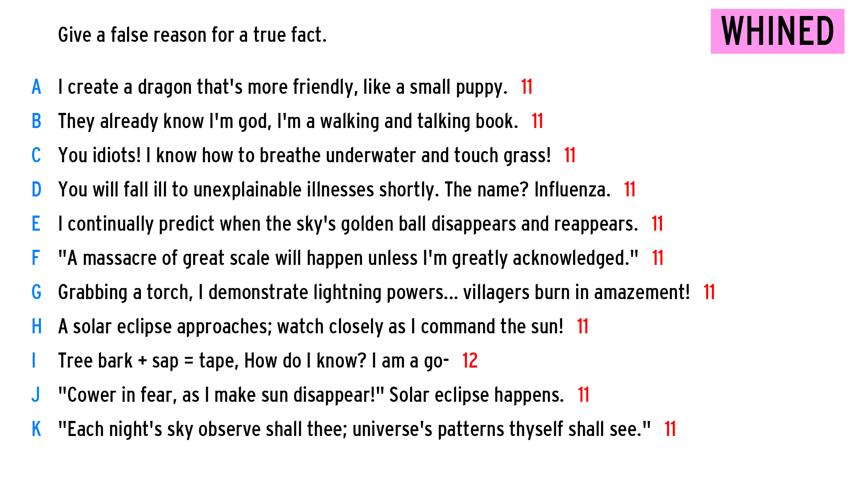 Give a false reason for a true fact.
WHINED
A I create a dragon that's more friendly, like a small puppy. 11
B They already know I'm god, I'm a walking and talking book. 11
C You idiots! I know how to breathe underwater and touch grass! 11
D You will fall ill to unexplainable illnesses shortly. The name? Influenza. 11
E I continually predict when the sky's golden ball disappears and reappears. 11
F "A massacre of great scale will happen unless I'm greatly acknowledged." 11
G Grabbing a torch, I demonstrate lightning powers... villagers burn in amazement! 11
H A solar eclipse approaches; watch closely as I command the sun! 11
I Tree bark + sap = tape, How do I know? I am a go- 12
J "Cower in fear, as I make sun disappear!" Solar eclipse happens. 11
K "Each night's sky observe shall thee; universe's patterns thyself shall see." 11